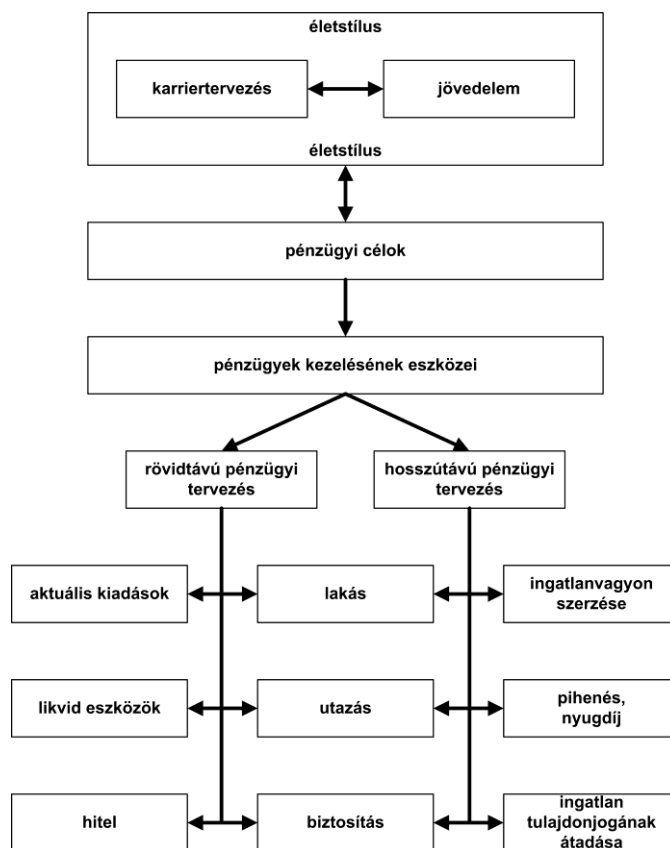 életstílus
karriertervezés
jövedelem
életstílus
pénzügyi célok
pénzügyek kezelésének eszközei
rövidtávú pénzügyi
tervezés
hosszútávú pénzügyi
tervezés
aktuális kiadások
lakás
ingatlanvagyon
szerzése
likvid eszközök
utazás
pihenés,
nyugdíj
hitel
biztosítás
ingatlan
tulajdonjogának
átadása